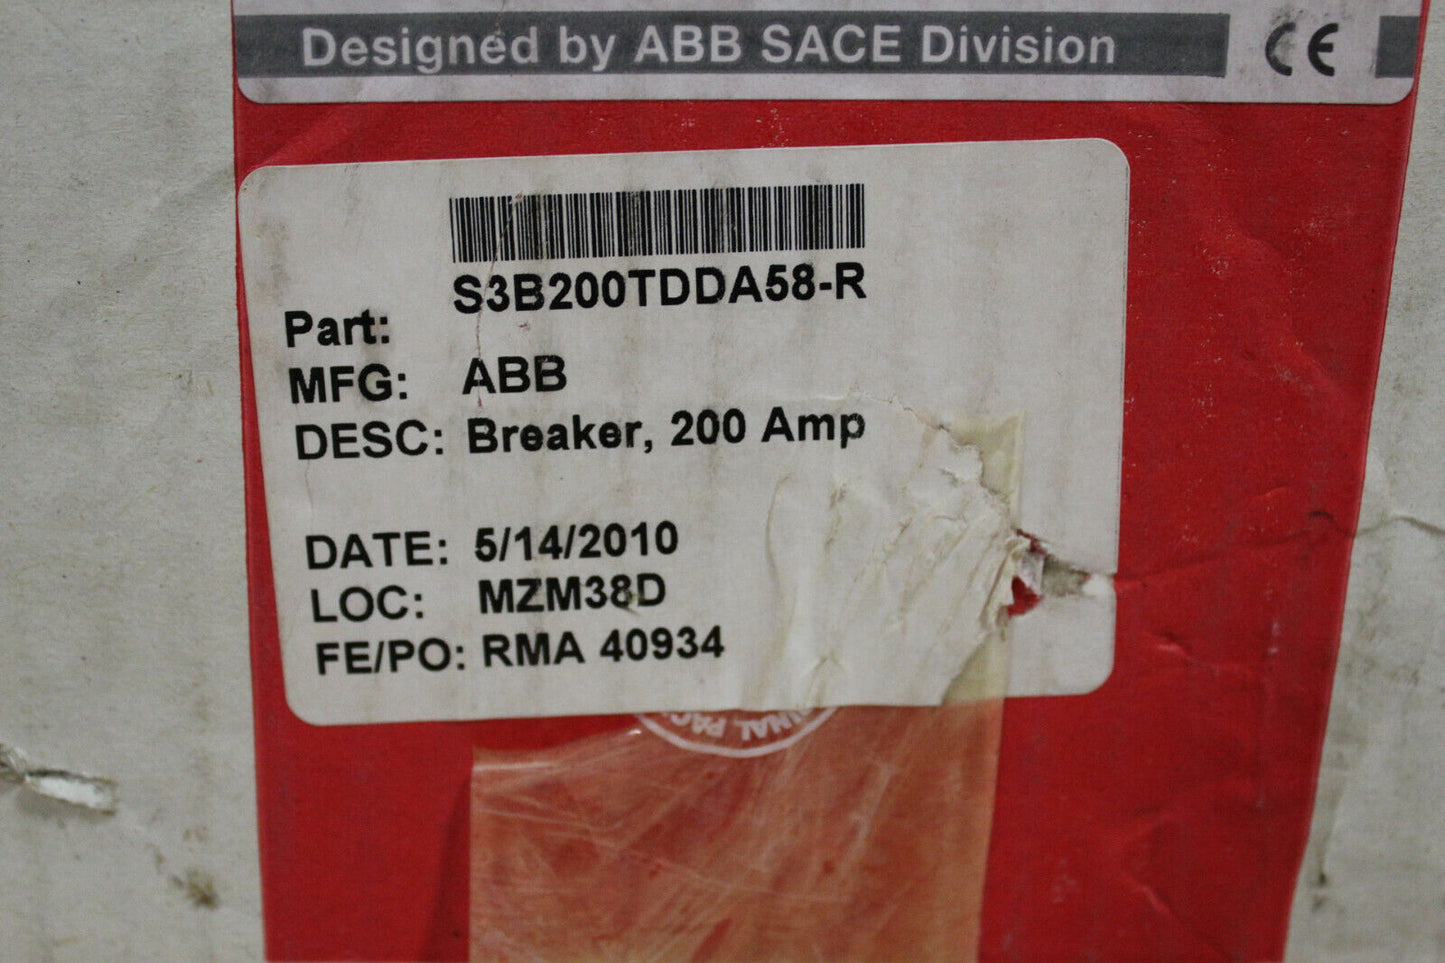 Designed by ABB SACE Division CE
S3B200TDDA58-R
Part:
MFG: ABB
DESC: Breaker, 200 Amp
DATE: 5/14/2010
LOC: MZM38D
FE/PO: RMA 40934